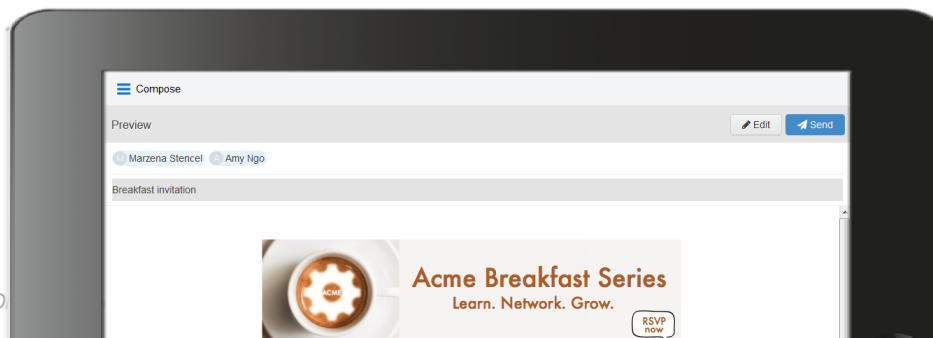 Compose
Preview
Edit
Send
M Marzena Stencel A Amy Ngo
Breakfast invitation
ACME
Acme Breakfast Series
Learn. Network. Grow.
RSVP
now